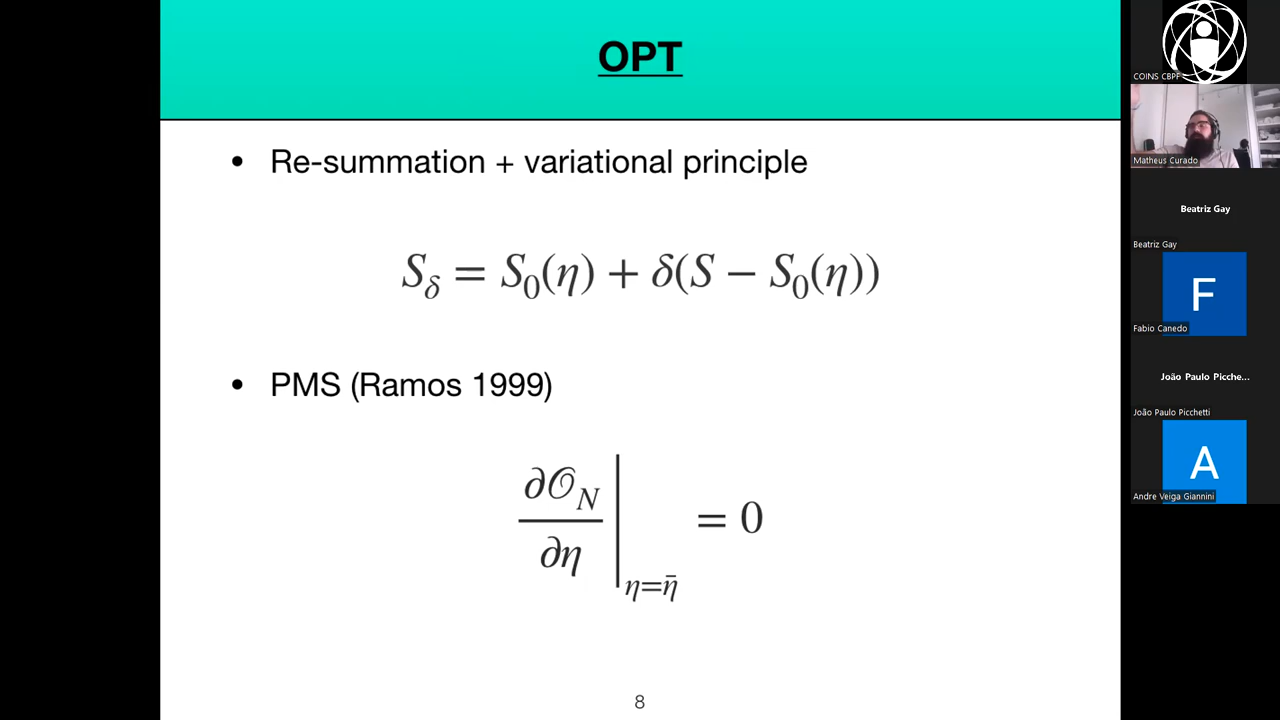 OPT
• Re-summation + variational principle
S_δ = S_0(η) + δ(S − S_0(η))
• PMS (Ramos 1999)
∂𝒪_N / ∂η |_{η=η̄} = 0
8
COINS CBPF
Matheus Curado
Beatriz Gay
Beatriz Gay
F
Fabio Canedo
João Paulo Picche...
João Paulo Picchetti
A
Andre Veiga Giannini